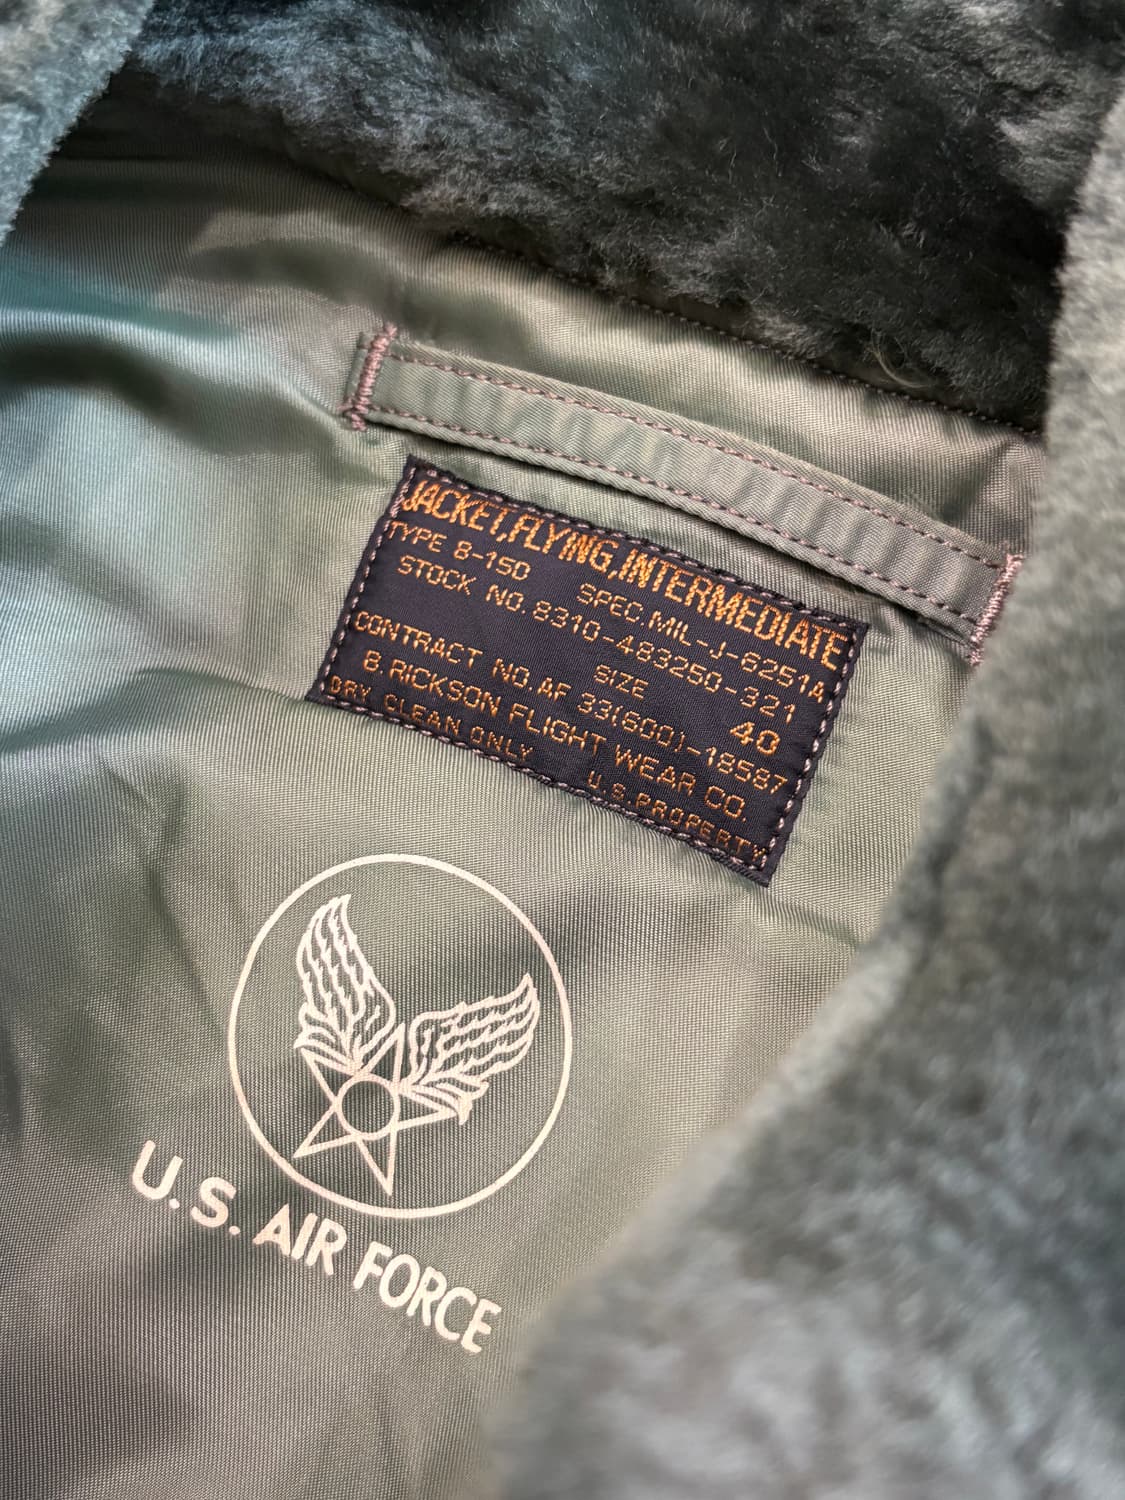 JACKET,FLYING,INTERMEDIATE
TYPE B-15D SPEC.MIL-J-6251A
STOCK NO. 8310-483250-321
SIZE 40
CONTRACT NO. AF 33(600)-18587
B.RICKSON FLIGHT WEAR CO.
DRY CLEAN ONLY U.S.PROPERTY
U.S. AIR FORCE